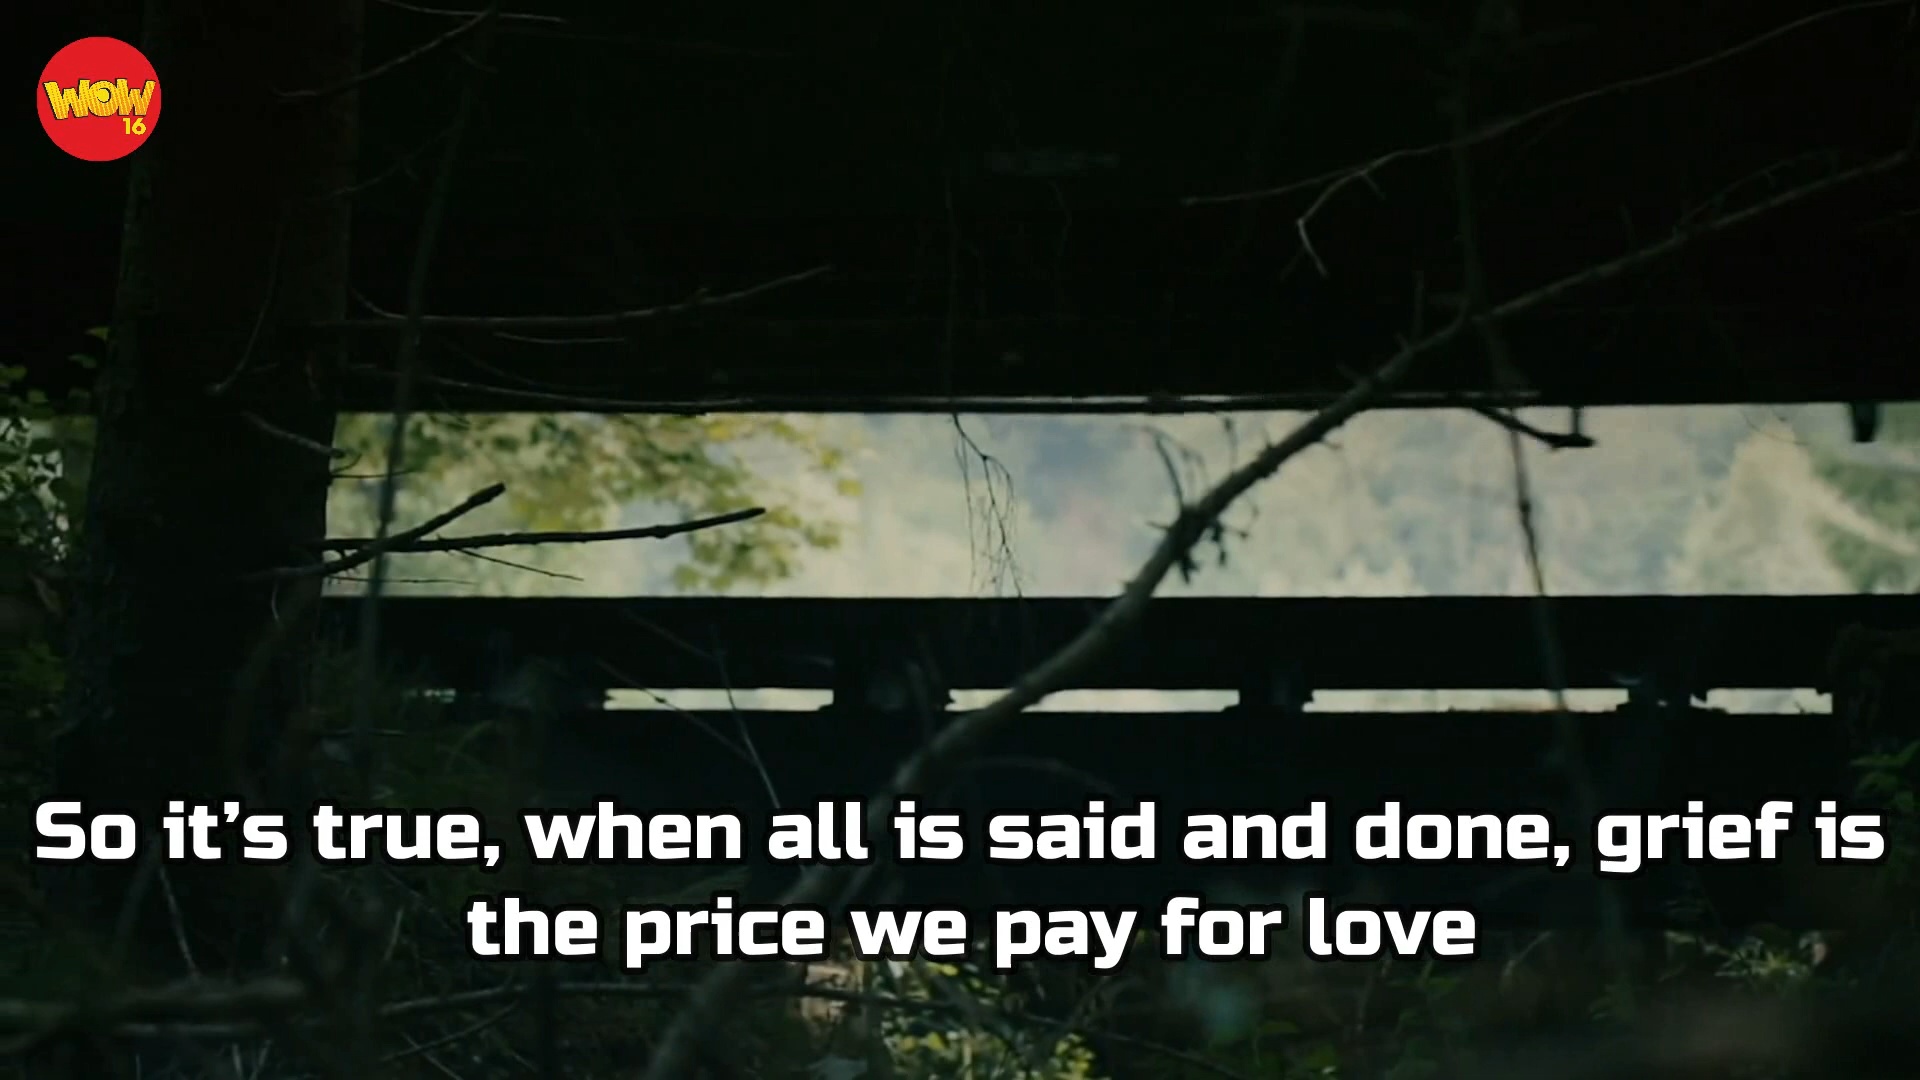 WOW
16
So it’s true, when all is said and done, grief is
the price we pay for love